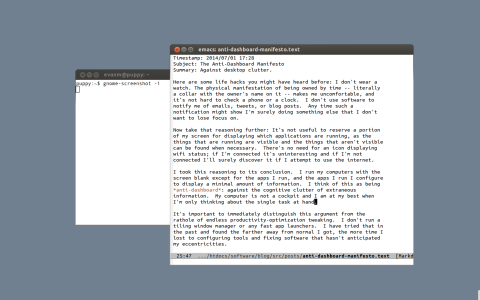 evanm@puppy: ~
puppy:~$ gnome-screenshot -i
emacs: anti-dashboard-manifesto.text
Timestamp: 2014/07/01 17:28
Subject: The Anti-Dashboard Manifesto
Summary: Against desktop clutter.
Here are some life hacks you might have heard before: I don't wear a
watch. The physical manifestation of being owned by time -- literally
a collar with the owner's name on it -- makes me uncomfortable, and
it's not hard to check a phone or a clock. I don't use software to
notify me of emails, tweets, or blog posts. Any time such a
notification might show I'm surely doing something else that I don't
want to lose focus on.
Now take that reasoning further: It's not useful to reserve a portion
of my screen for displaying which applications are running, as the
things that are running are visible and the things that aren't visible
can be found when necessary. There's no need for an icon displaying
wifi status; if I'm connected it's uninteresting and if I'm not
connected I'll surely discover it if I attempt to use the internet.
I took this reasoning to its conclusion. I run my computers with the
screen blank except for the apps I run, and the apps I run I configure
to display a minimal amount of information. I think of this as being
*anti-dashboard*: against the cognitive clutter of extraneous
information. My computer is not a cockpit and I am at my best when
I'm only thinking about the single task at hand
It's important to immediately distinguish this argument from the
rathole of endless productivity-optimization tweaking. I don't run a
tiling window manager or any fast app launchers. I have tried that in
the past and found the farther away from normal I got, the more time I
lost to configuring tools and fixing software that hasn't anticipated
my eccentricities.
25:47 .../htdocs/software/blog/src/posts/anti-dashboard-manifesto.text [Markd